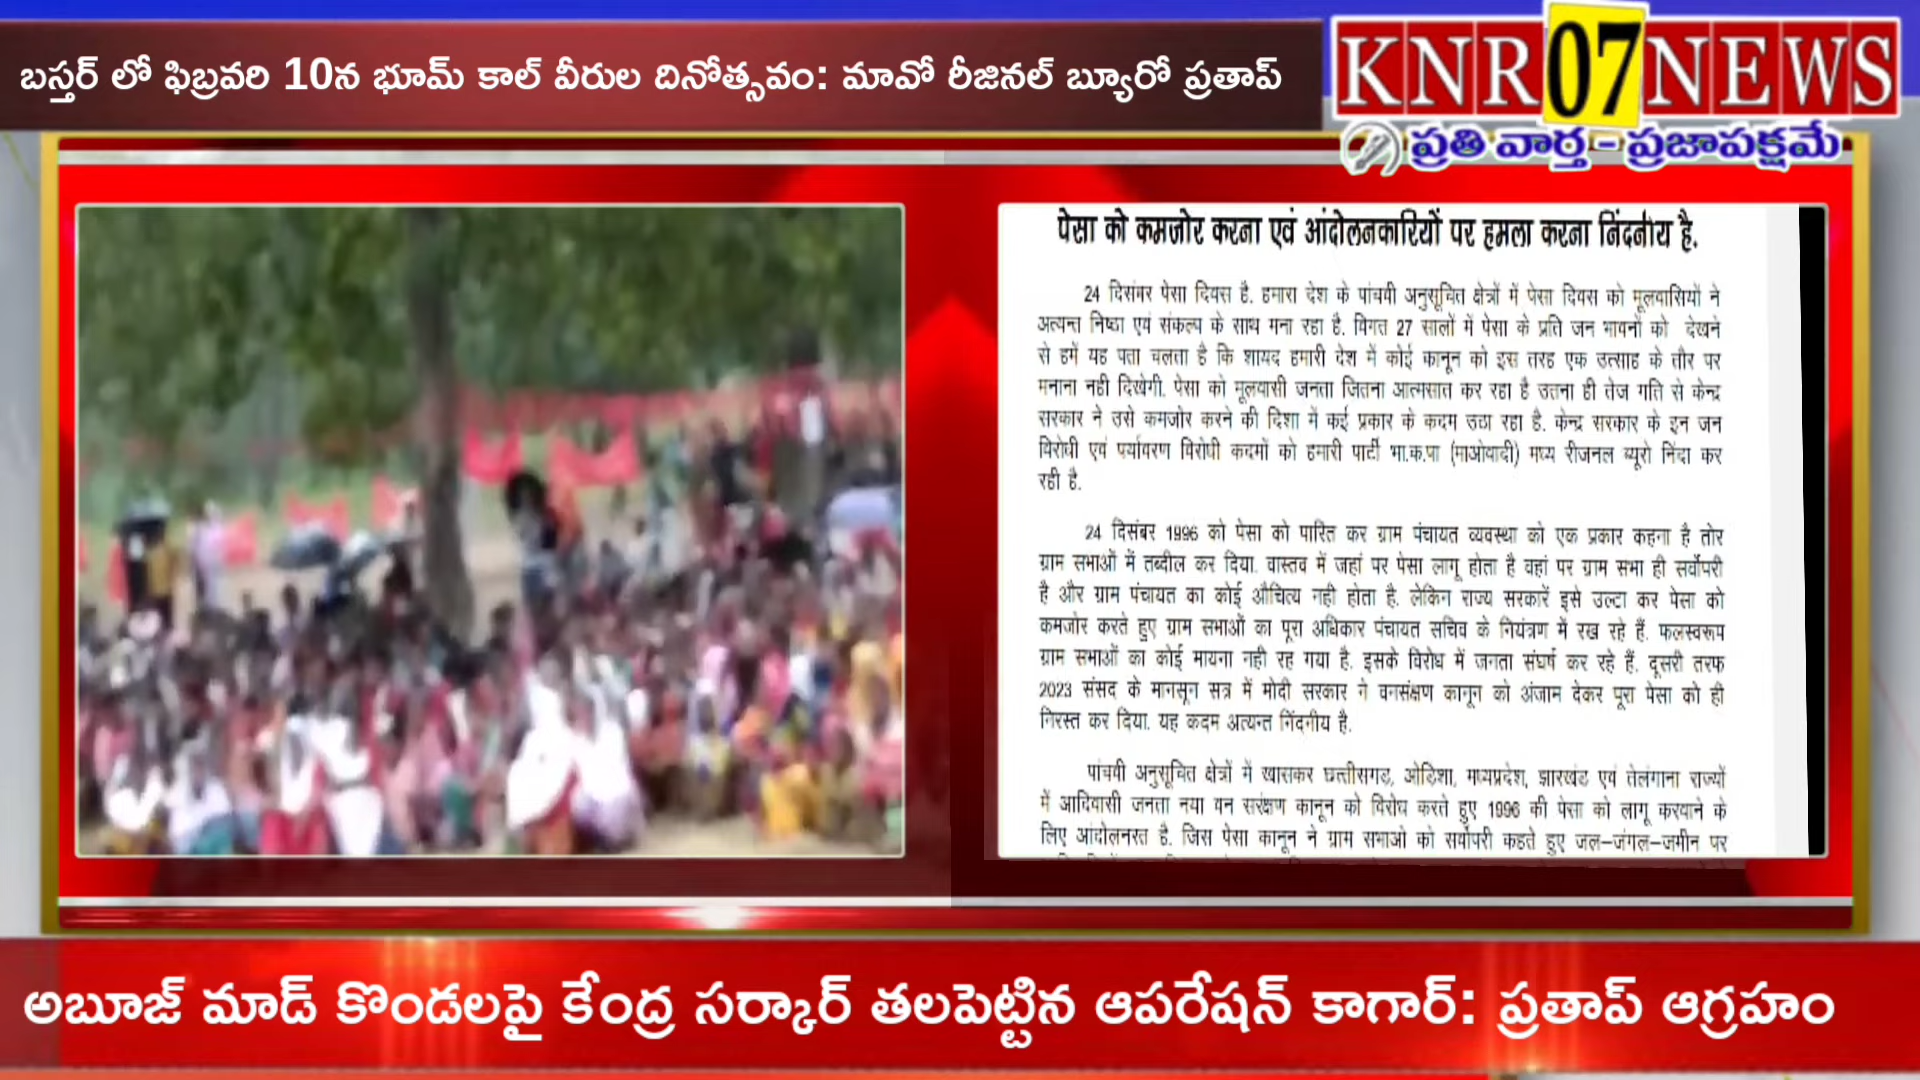 బస్తర్ లో ఫిబ్రవరి 10న భూమ్ కాల్ వీరుల దినోత్సవం: మావో రీజినల్ బ్యూరో ప్రతాప్
KNR 07 NEWS
ప్రతి వార్త - ప్రజాపక్షమే
पेसा को कमजोर करना एवं आंदोलनकारियों पर हमला करना निंदनीय है.
24 दिसंबर पेसा दिवस है. हमारा देश के पांचवी अनुसूचित क्षेत्रों में पेसा दिवस को मूलवासियों ने
अत्यन्त निष्ठा एवं संकल्प के साथ मना रहा है. विगत 27 सालों में पेसा के प्रति जन भावनों को देखने
से हमें यह पता चलता है कि शायद हमारी देश में कोई कानून को इस तरह एक उत्साह के तौर पर
मनाना नही दिखेगी. पेसा को मूलवासी जनता जितना आत्मसात कर रहा है उतना ही तेज गति से केन्द्र
सरकार ने उसे कमजोर करने की दिशा में कई प्रकार के कदम उठा रहा है. केन्द्र सरकार के इन जन
विरोधी एवं पर्यावरण विरोधी कदमों को हमारी पार्टी भा.क.पा (माओवादी) मध्य रीजनल ब्यूरो निंदा कर
रही है.
24 दिसंबर 1996 को पेसा को पारित कर ग्राम पंचायत व्यवस्था को एक प्रकार कहना है तोर
ग्राम सभाओं में तब्दील कर दिया. वास्तव में जहां पर पेसा लागू होता है वहां पर ग्राम सभा ही सर्वोपरी
है और ग्राम पंचायत का कोई औचित्य नही होता है. लेकिन राज्य सरकारें इसे उल्टा कर पेसा को
कमजोर करते हुए ग्राम सभाओं का पूरा अधिकार पंचायत सचिव के नियंत्रण में रख रहे हैं. फलस्वरूप
ग्राम सभाओं का कोई मायना नही रह गया है. इसके विरोध में जनता संघर्ष कर रहे हैं. दूसरी तरफ
2023 संसद के मानसून सत्र में मोदी सरकार ने वनसंक्षण कानून को अंजाम देकर पूरा पेसा को ही
निरस्त कर दिया. यह कदम अत्यन्त निंदनीय है.
पांचवी अनुसूचित क्षेत्रों में खासकर छत्तीसगढ, ओडिशा, मध्यप्रदेश, झारखंड एवं तेलंगाना राज्यों
में आदिवासी जनता नया वन सरंक्षण कानून को विरोध करते हुए 1996 की पेसा को लागू करवाने के
लिए आंदोलनरत है. जिस पेसा कानून ने ग्राम सभाओ को सर्वोपरी कहते हुए जल–जंगल–जमीन पर
అబూజ్ మాడ్ కొండలపై కేంద్ర సర్కార్ తలపెట్టిన ఆపరేషన్ కాగార్: ప్రతాప్ ఆగ్రహం